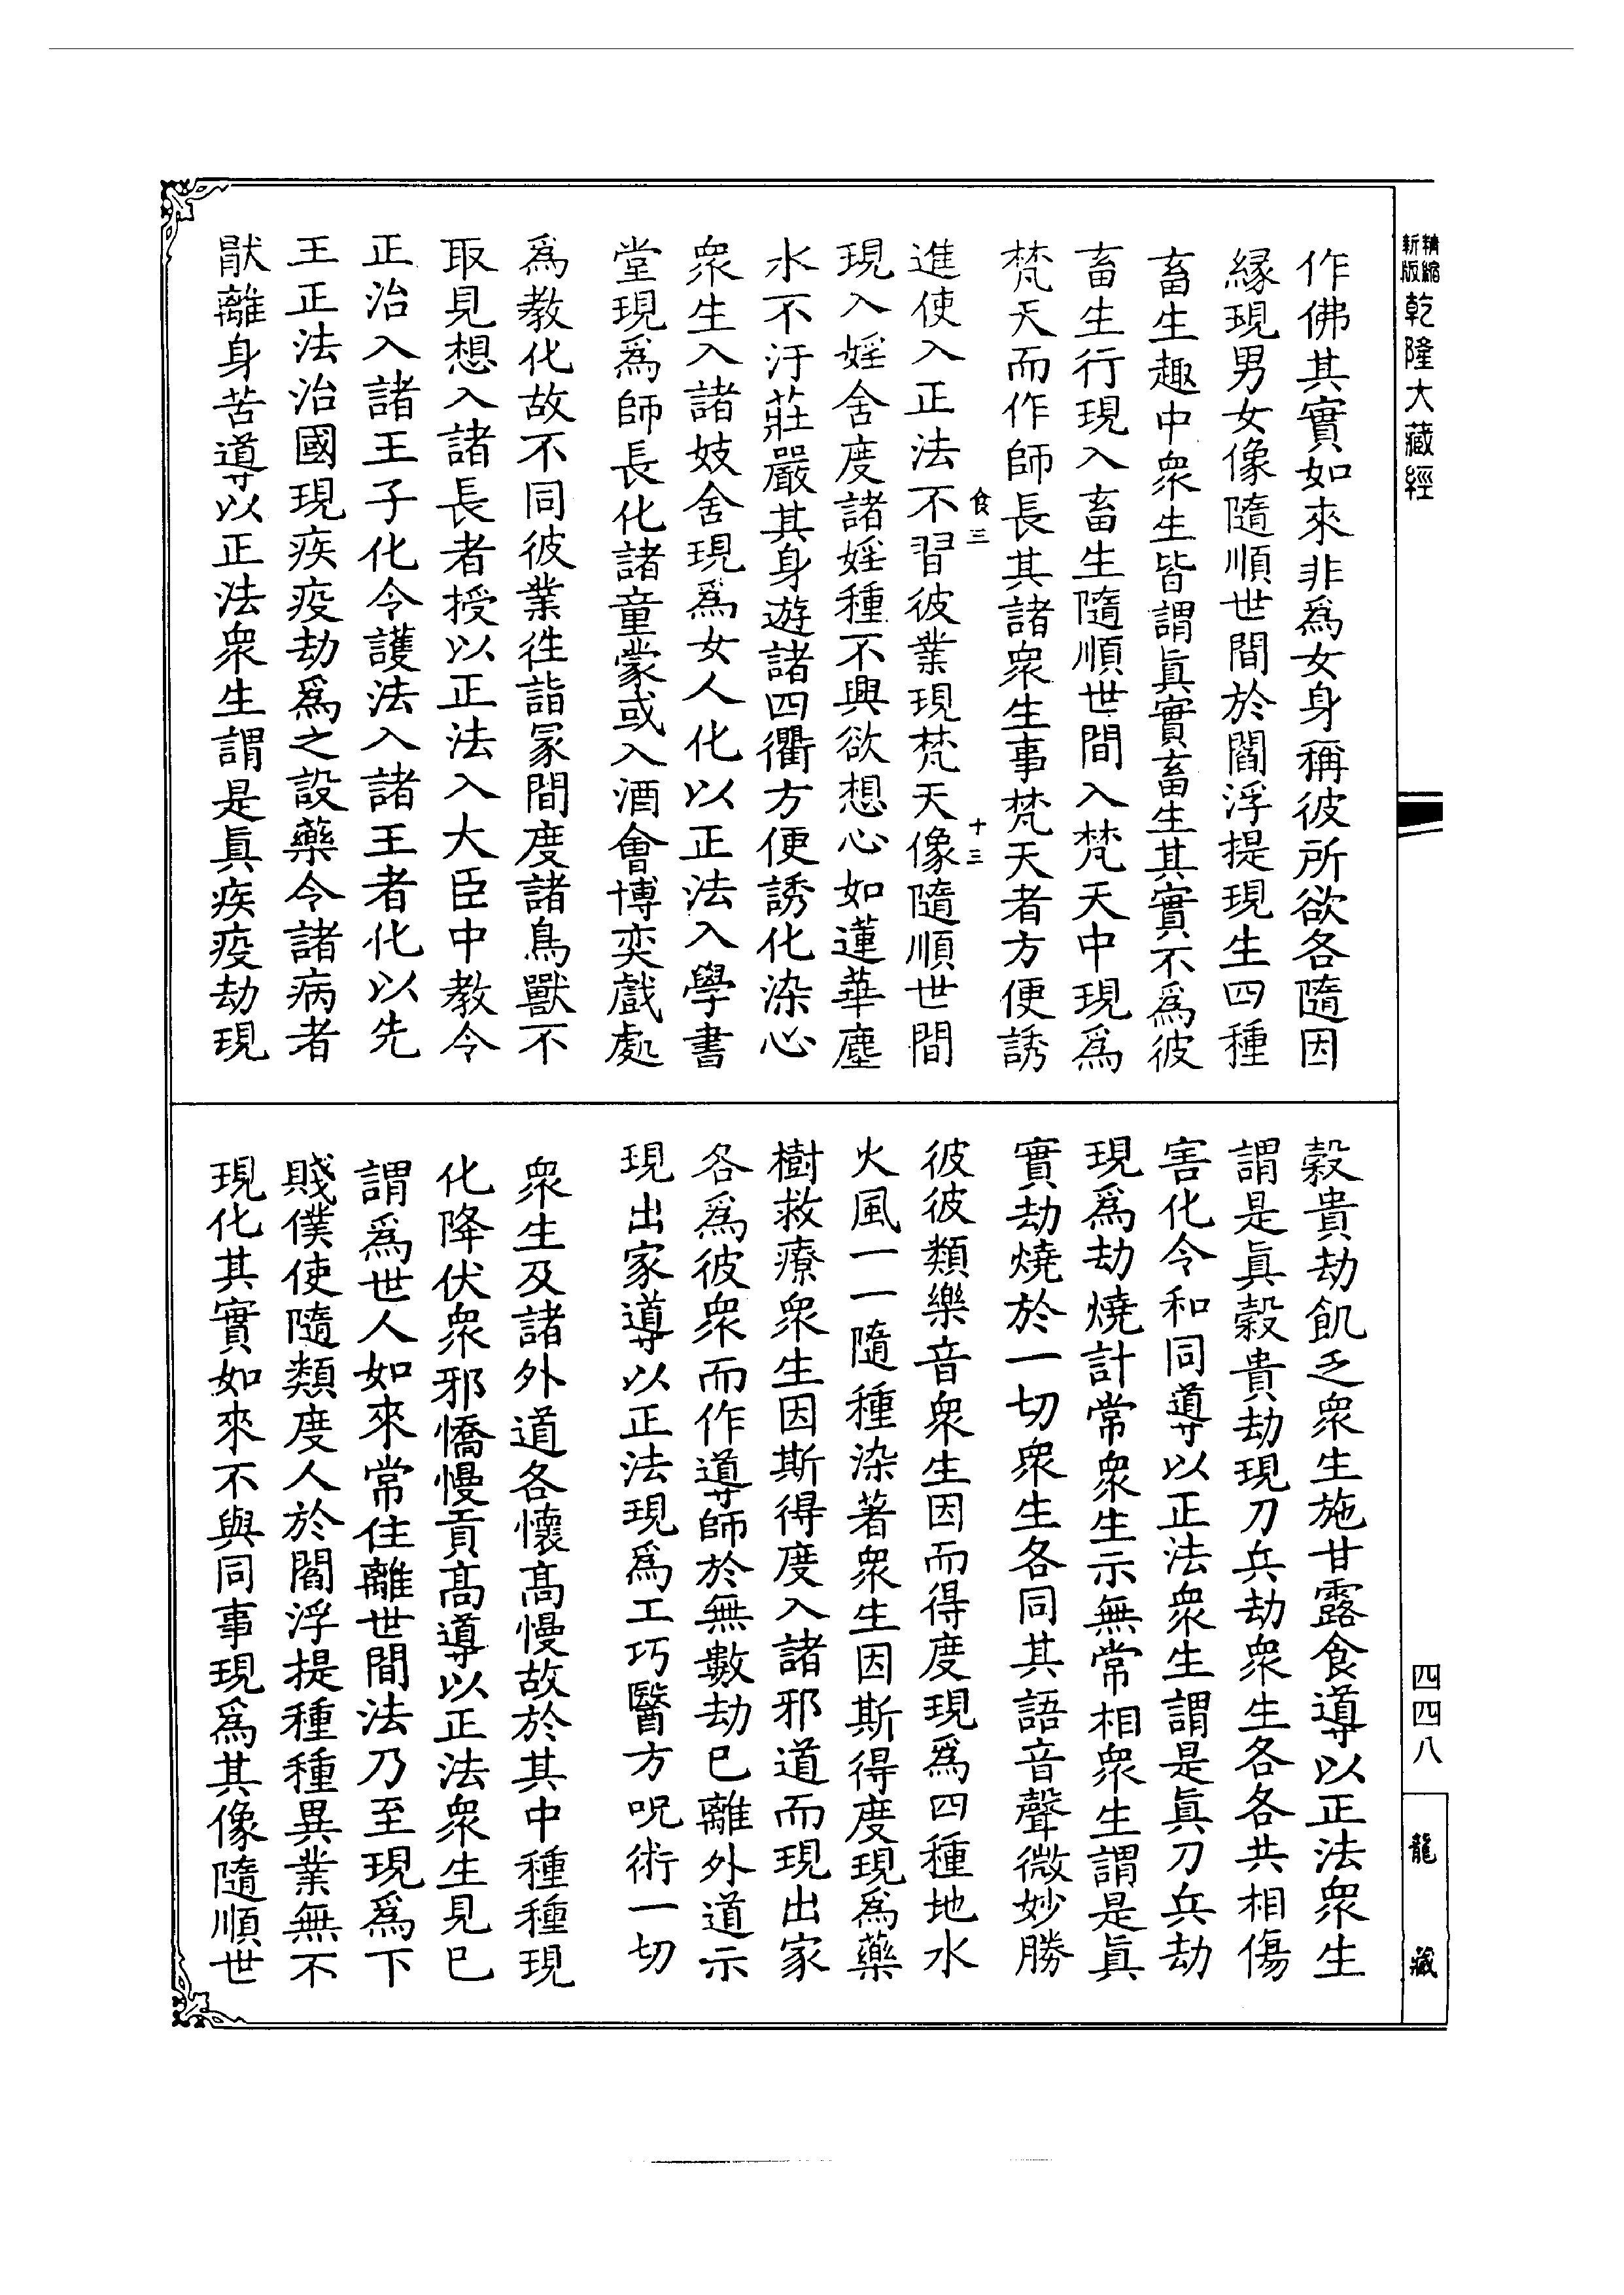 精縮新版乾隆大藏經
作佛其實如來非為女身稱彼所欲各隨因
緣現男女像隨順世間於閻浮提現生四種
畜生趣中衆生皆謂眞實畜生其實不為彼
畜生行現入畜生隨順世間入梵天中現爲
梵天而作師長其諸衆生事梵天者方便誘
食三 十三
進使入正法不習彼業現梵天像隨順世間
現入婬舍度諸婬種不興欲想心如蓮華塵
水不汙莊嚴其身遊諸四衢方便誘化染心
衆生入諸妓舍現爲女人化以正法入學書
堂現爲師長化諸童蒙或入酒會博奕戲處
爲教化故不同彼業徃詣冢間度諸鳥獸不
取見想入諸長者授以正法入大臣中教令
正治入諸王子化令護法入諸王者化以先
王正法治國現疾疫劫爲之設藥令諸病者
猒離身苦導以正法衆生謂是眞疾疫劫現
穀貴劫飢乏衆生施甘露食導以正法衆生
謂是眞穀貴劫現刀兵劫衆生各各共相傷
害化令和同導以正法衆生謂是眞刀兵劫
現爲劫燒計常衆生示無常相衆生謂是眞
實劫燒於一切衆生各同其語音聲微妙勝
彼彼類樂音衆生因而得度現爲四種地水
火風一一隨種染著衆生因斯得度現爲藥
樹救療衆生因斯得度入諸邪道而現出家
各爲彼衆而作導師於無數劫已離外道示
現出家導以正法現爲工巧醫方呪術一切
衆生及諸外道各懷高慢故於其中種種現
化降伏衆邪憍慢貢高導以正法衆生見已
謂爲世人如來常住離世間法乃至現爲下
賤僕使隨類度人於閻浮提種種異業無不
現化其實如來不與同事現爲其像隨順世
四四八
龍藏